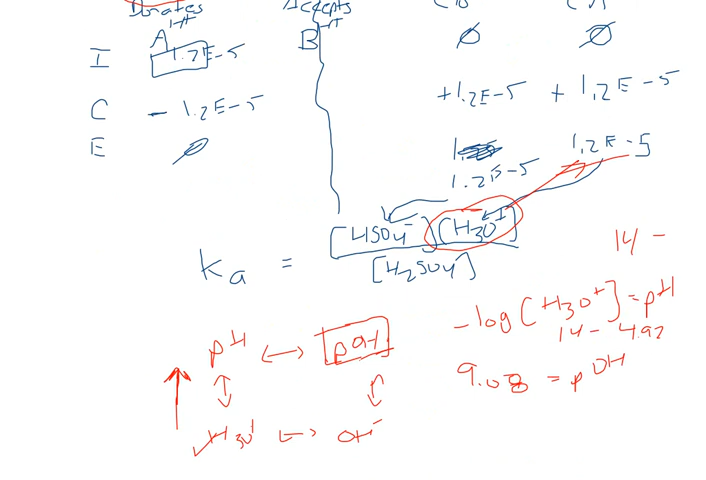 Donates Accepts
H+ H+
A B
I 1.2E-5 ∅ ∅
C - 1.2E-5 +1.2E-5 + 1.2E-5
E ∅ 1.2E-5
1.2E-5
Ka = [HSO4-][H3O+]
[H2SO4]
14 -
-log[H3O+]=pH
14- 4.92
pH ↔ pOH
9.08 = pOH
↕ ↕
H3O+ ↔ OH-